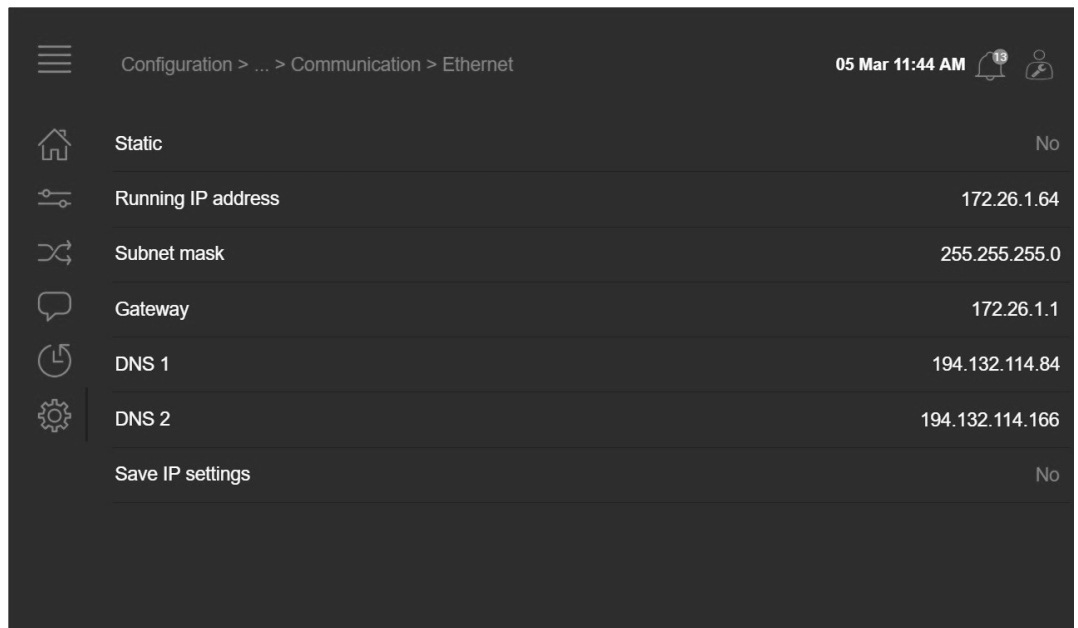 Configuration > ... > Communication > Ethernet
05 Mar 11:44 AM
13
Static No
Running IP address 172.26.1.64
Subnet mask 255.255.255.0
Gateway 172.26.1.1
DNS 1 194.132.114.84
DNS 2 194.132.114.166
Save IP settings No